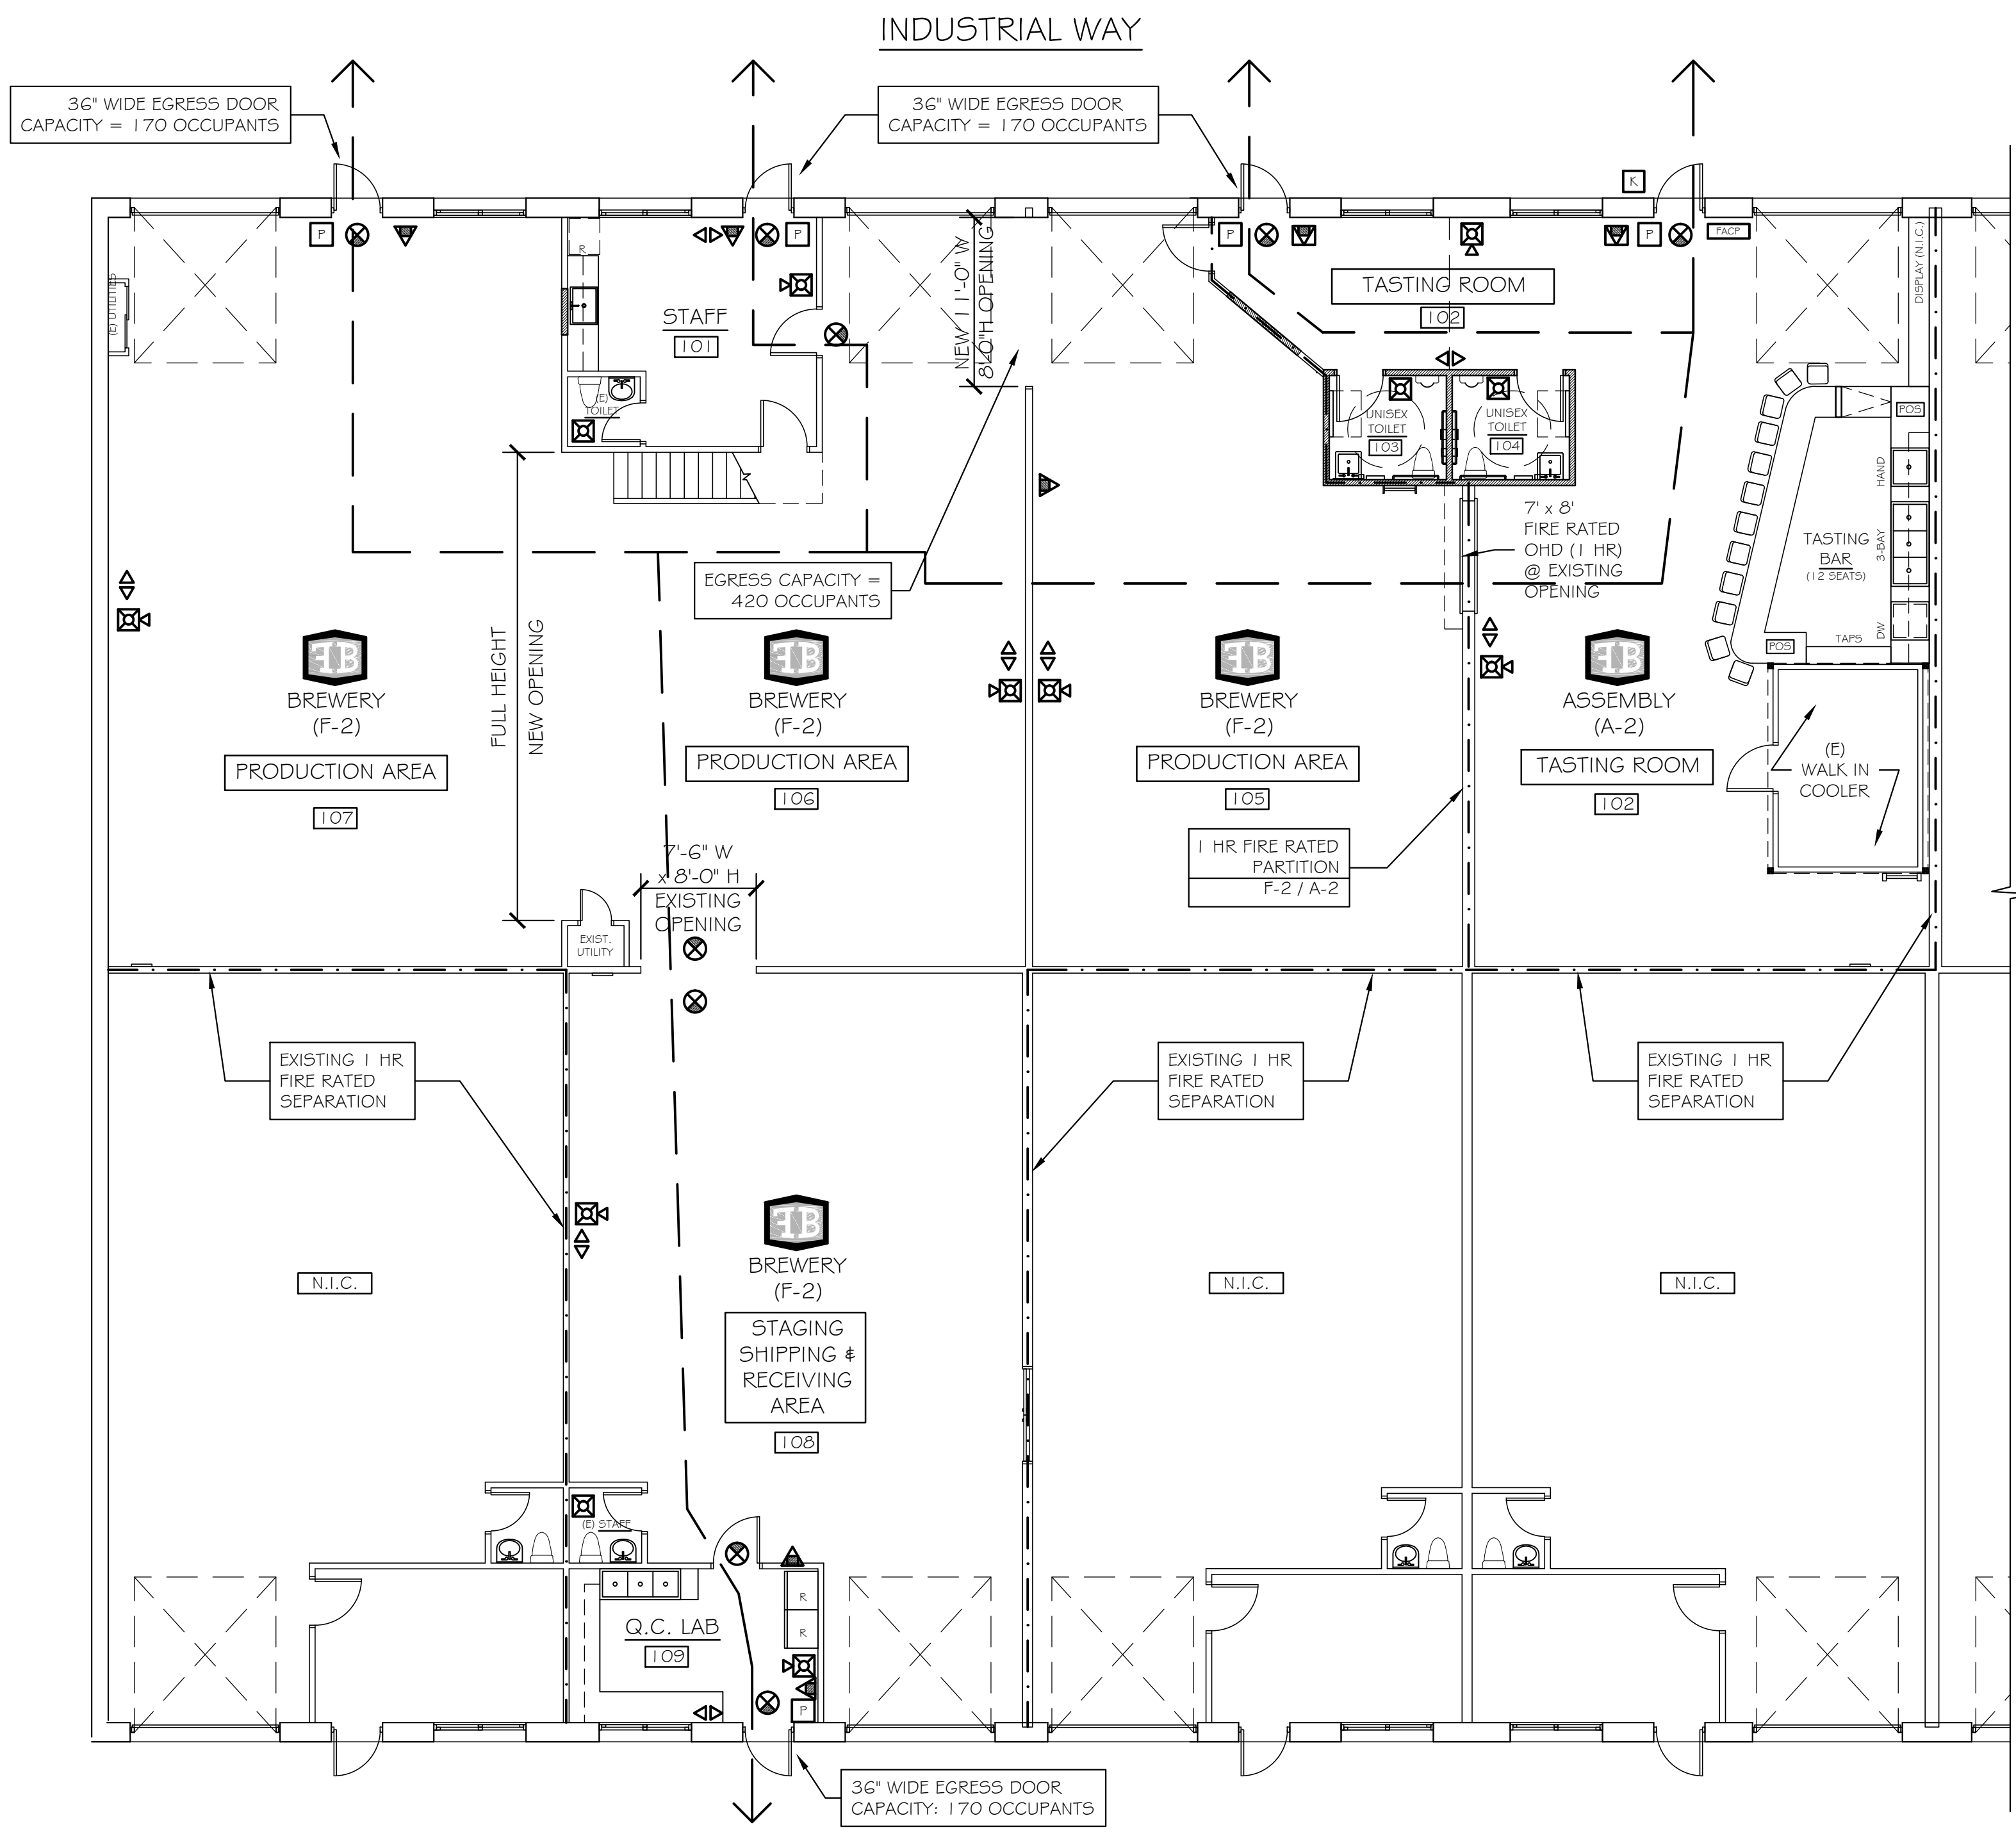 INDUSTRIAL WAY
36" WIDE EGRESS DOOR
CAPACITY = 170 OCCUPANTS
36" WIDE EGRESS DOOR
CAPACITY = 170 OCCUPANTS
K
P
P
P
P
FACP
R
(E) UTILITIES
STAFF
101
(E)
TOILET
NEW 11'-0" W
8'-0"H OPENING
TASTING ROOM
102
DISPLAY (N.I.C.)
UNISEX
TOILET
103
UNISEX
TOILET
104
POS
HAND
3-BAY
DW
TASTING
BAR
(12 SEATS)
TAPS
POS
7' x 8'
FIRE RATED
OHD (1 HR)
@ EXISTING
OPENING
EGRESS CAPACITY =
420 OCCUPANTS
FULL HEIGHT
NEW OPENING
FB
BREWERY
(F-2)
PRODUCTION AREA
107
FB
BREWERY
(F-2)
PRODUCTION AREA
106
FB
BREWERY
(F-2)
PRODUCTION AREA
105
FB
ASSEMBLY
(A-2)
TASTING ROOM
102
(E)
WALK IN
COOLER
1 HR FIRE RATED
PARTITION
F-2 / A-2
7'-6" W
x 8'-0" H
EXISTING
OPENING
EXIST.
UTILITY
EXISTING 1 HR
FIRE RATED
SEPARATION
EXISTING 1 HR
FIRE RATED
SEPARATION
EXISTING 1 HR
FIRE RATED
SEPARATION
N.I.C.
FB
BREWERY
(F-2)
STAGING
SHIPPING &
RECEIVING
AREA
108
N.I.C.
N.I.C.
(E) STAFF
Q.C. LAB
109
R
R
P
36" WIDE EGRESS DOOR
CAPACITY: 170 OCCUPANTS